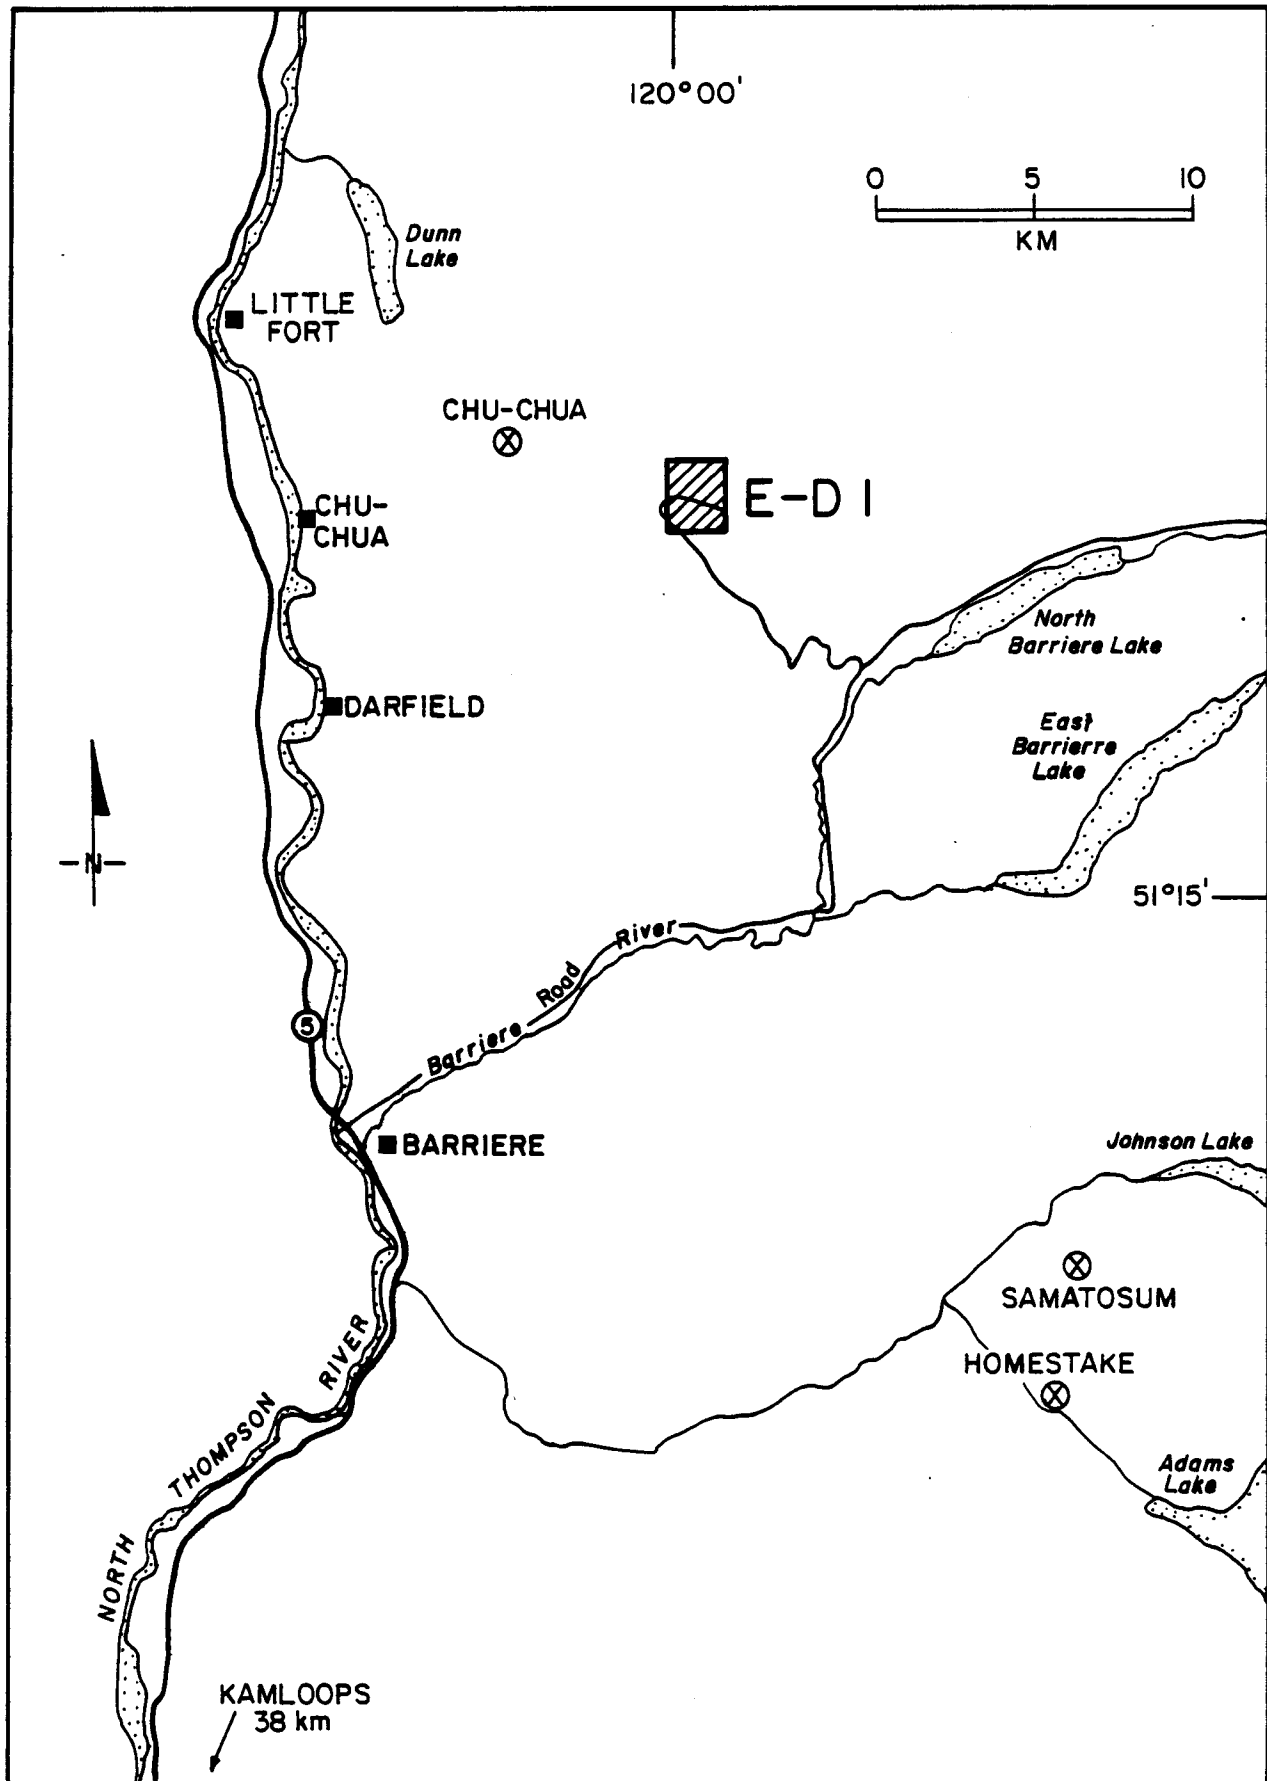 120°00'
0 5 10
KM
Dunn
Lake
LITTLE
FORT
CHU-CHUA
CHU-
CHUA
E-D 1
North
Barriere Lake
DARFIELD
East
Barrierre
Lake
-N-
51°15'
Barriere Road River
5
BARRIERE
Johnson Lake
SAMATOSUM
HOMESTAKE
Adams
Lake
NORTH THOMPSON RIVER
KAMLOOPS
38 km